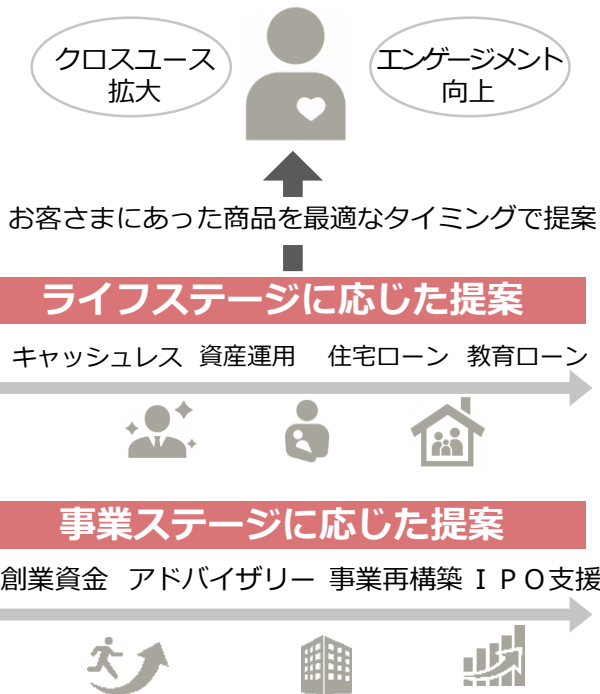 クロスユース
拡大
エンゲージメント
向上
お客さまにあった商品を最適なタイミングで提案
ライフステージに応じた提案
キャッシュレス 資産運用 住宅ローン 教育ローン
事業ステージに応じた提案
創業資金 アドバイザリー 事業再構築 ＩＰＯ支援